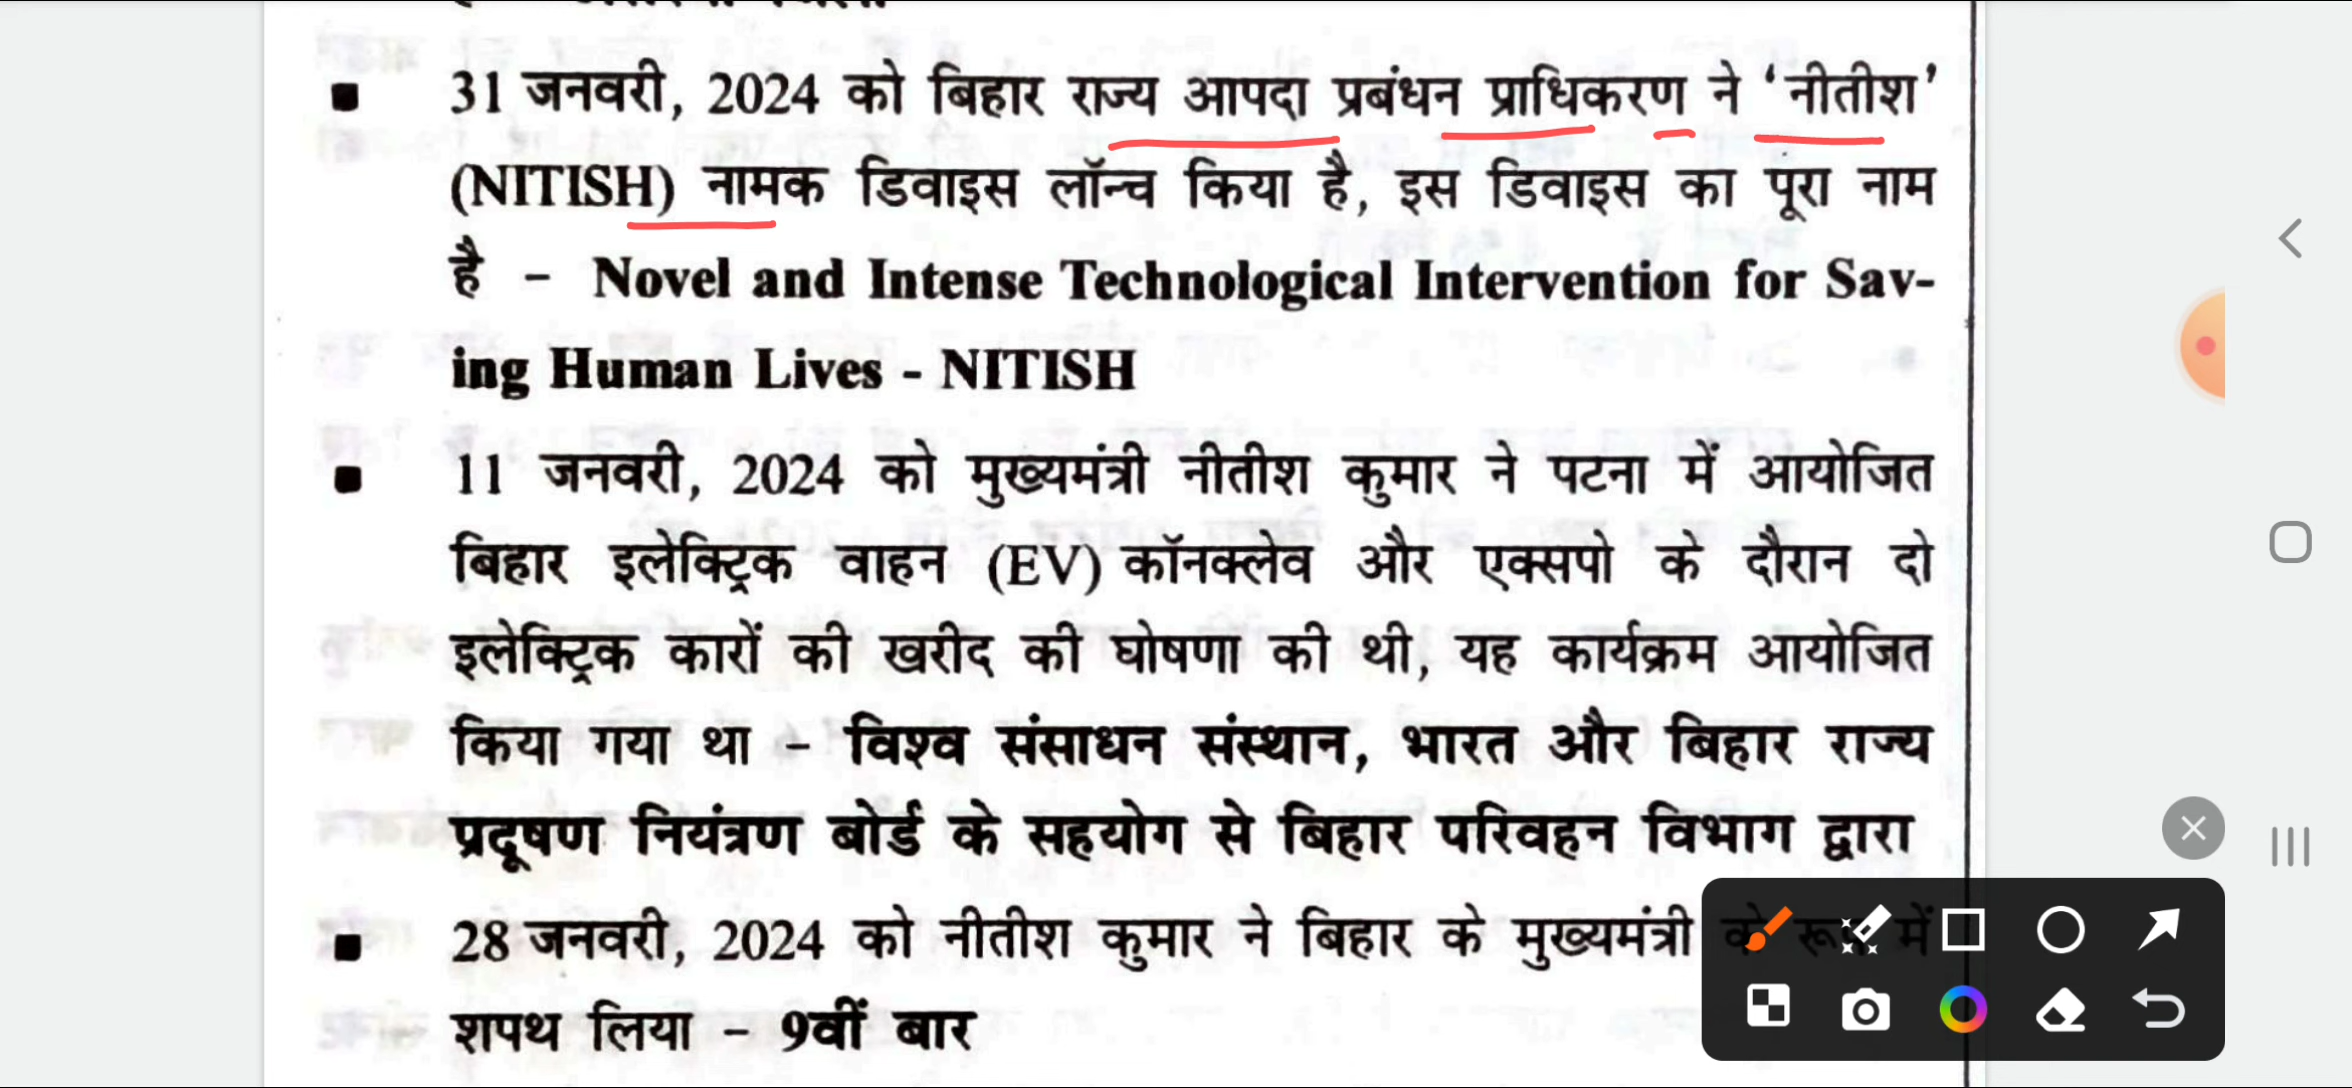 31 जनवरी, 2024 को बिहार राज्य आपदा प्रबंधन प्राधिकरण ने ‘नीतीश’
(NITISH) नामक डिवाइस लॉन्च किया है, इस डिवाइस का पूरा नाम
है – Novel and Intense Technological Intervention for Sav-
ing Human Lives - NITISH
11 जनवरी, 2024 को मुख्यमंत्री नीतीश कुमार ने पटना में आयोजित
बिहार इलेक्ट्रिक वाहन (EV) कॉनक्लेव और एक्सपो के दौरान दो
इलेक्ट्रिक कारों की खरीद की घोषणा की थी, यह कार्यक्रम आयोजित
किया गया था – विश्व संसाधन संस्थान, भारत और बिहार राज्य
प्रदूषण नियंत्रण बोर्ड के सहयोग से बिहार परिवहन विभाग द्वारा
28 जनवरी, 2024 को नीतीश कुमार ने बिहार के मुख्यमंत्री के रूप में
शपथ लिया – 9वीं बार